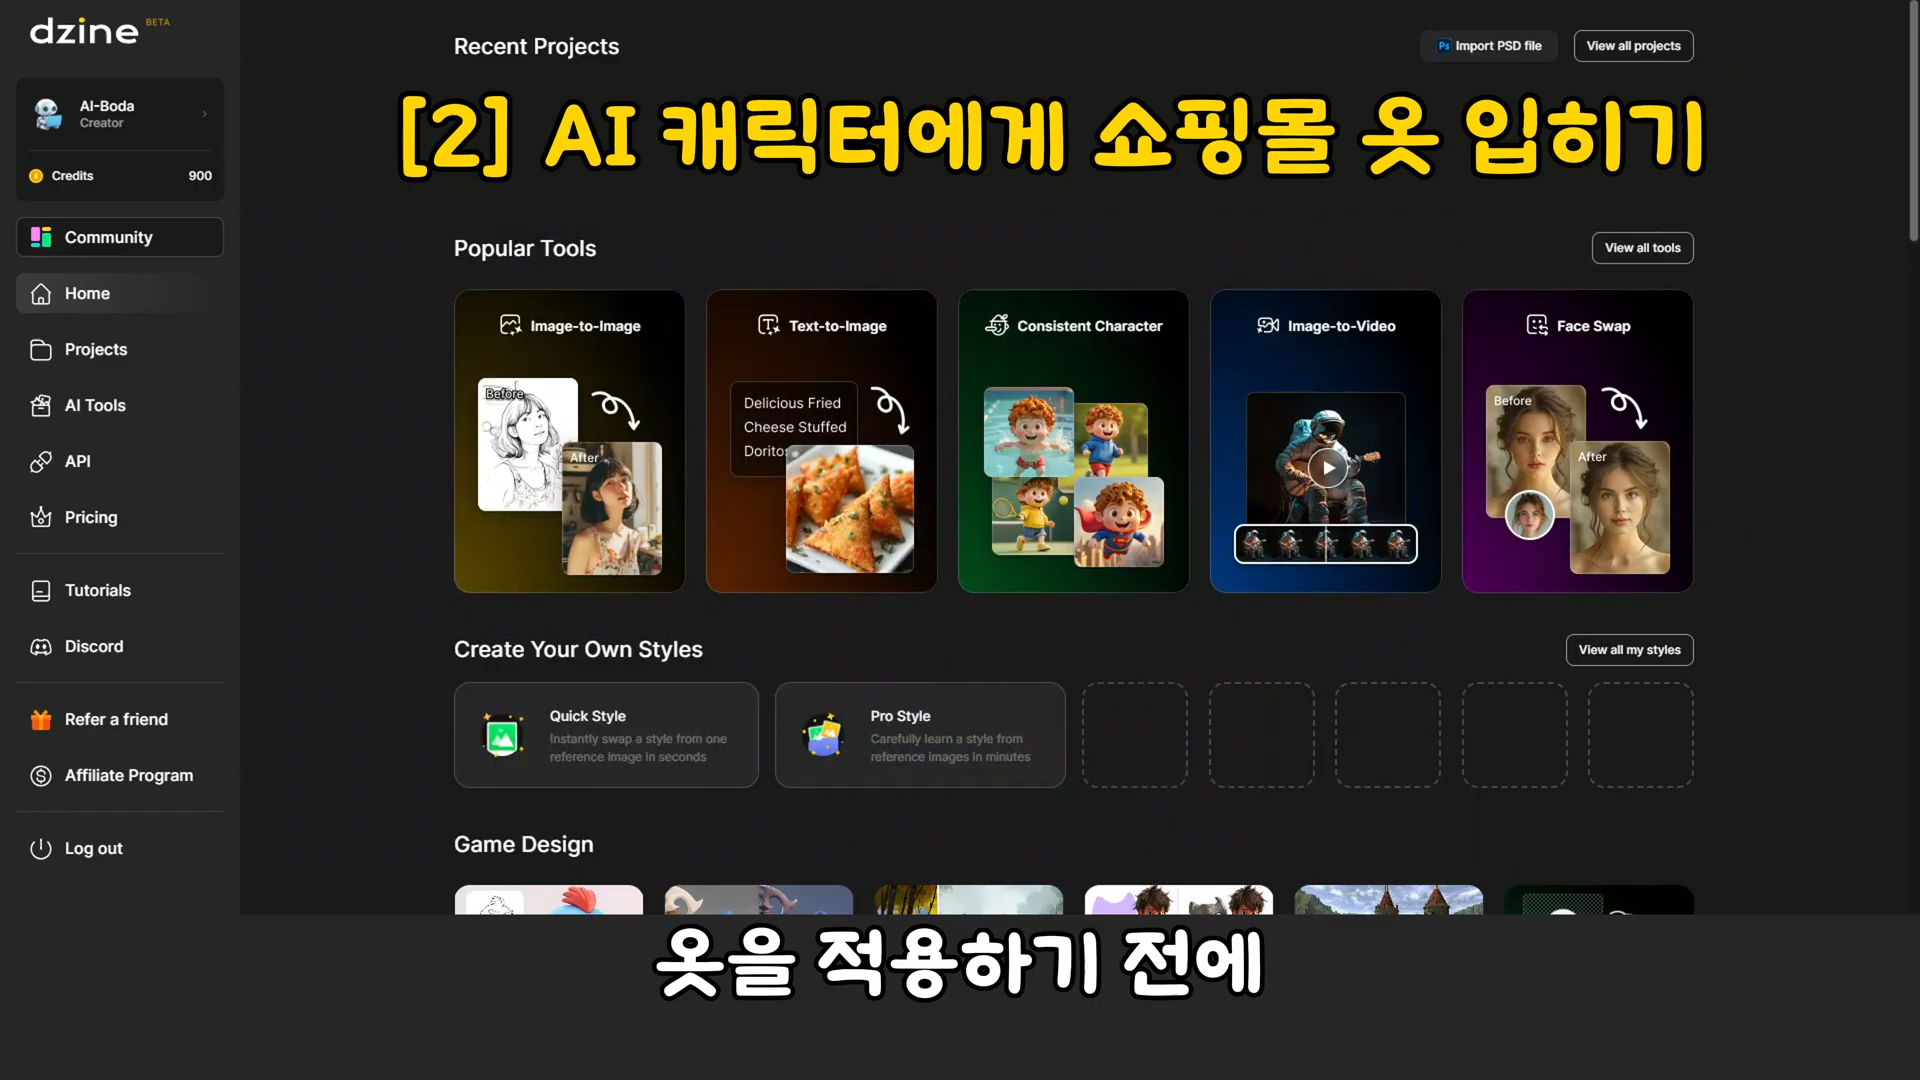 dzine BETA
AI-Boda
Creator
Credits 900
Community
Home
Projects
AI Tools
API
Pricing
Tutorials
Discord
Refer a friend
Affiliate Program
Log out
Recent Projects
Ps Import PSD file
View all projects
[2] AI 캐릭터에게 쇼핑몰 옷 입히기
Popular Tools
View all tools
Image-to-Image
Before
After
Text-to-Image
Delicious Fried
Cheese Stuffed
Doritos
Consistent Character
Image-to-Video
Face Swap
Before
After
Create Your Own Styles
View all my styles
Quick Style
Instantly swap a style from one
reference image in seconds
Pro Style
Carefully learn a style from
reference images in minutes
Game Design
옷을 적용하기 전에